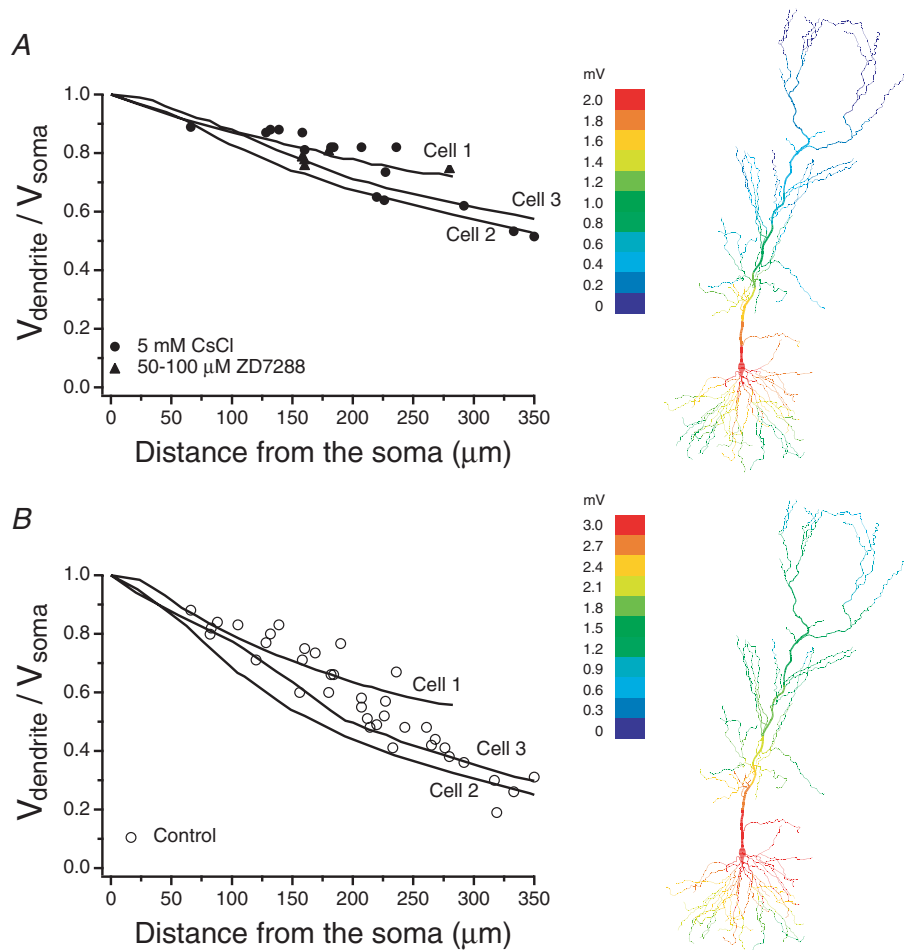 A
V dendrite / V soma
1.0
0.8
0.6
0.4
0.2
0.0
Cell 1
Cell 3
Cell 2
5 mM CsCl
50-100 μM ZD7288
0 50 100 150 200 250 300 350
Distance from the soma (μm)
mV
2.0
1.8
1.6
1.4
1.2
1.0
0.8
0.6
0.4
0.2
0
B
V dendrite / V soma
1.0
0.8
0.6
0.4
0.2
0.0
Cell 1
Cell 3
Cell 2
Control
0 50 100 150 200 250 300 350
Distance from the soma (μm)
mV
3.0
2.7
2.4
2.1
1.8
1.5
1.2
0.9
0.6
0.3
0